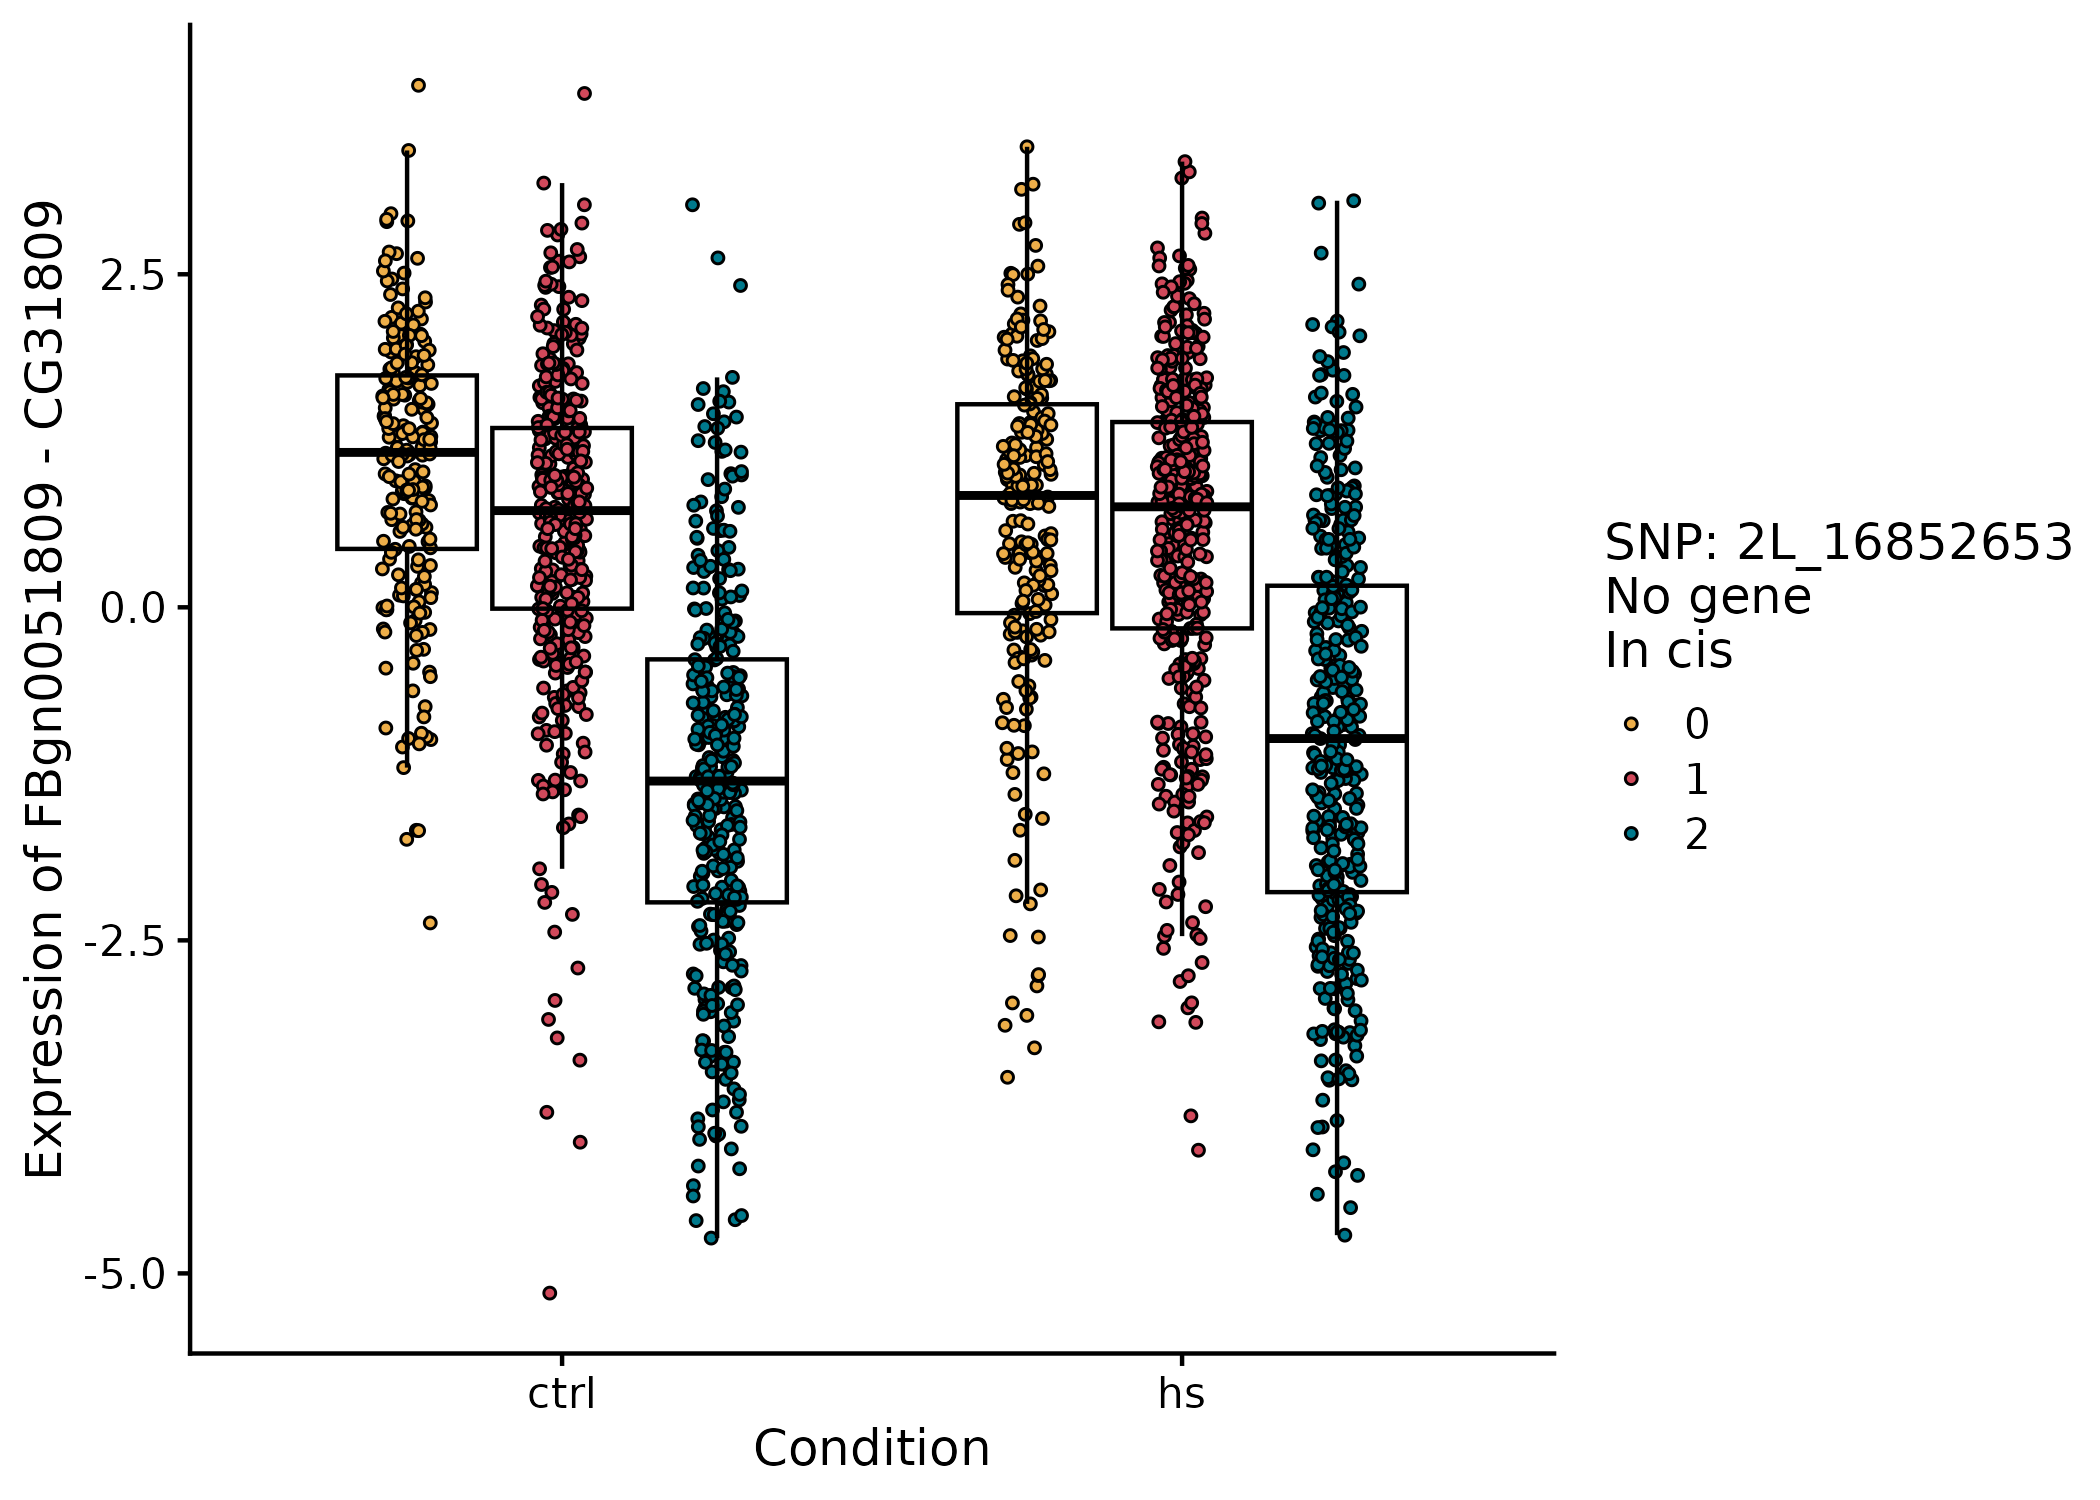 Expression of FBgn0051809 - CG31809
2.5
0.0
-2.5
-5.0
ctrl
hs
Condition
SNP: 2L_16852653
No gene
In cis
0
1
2